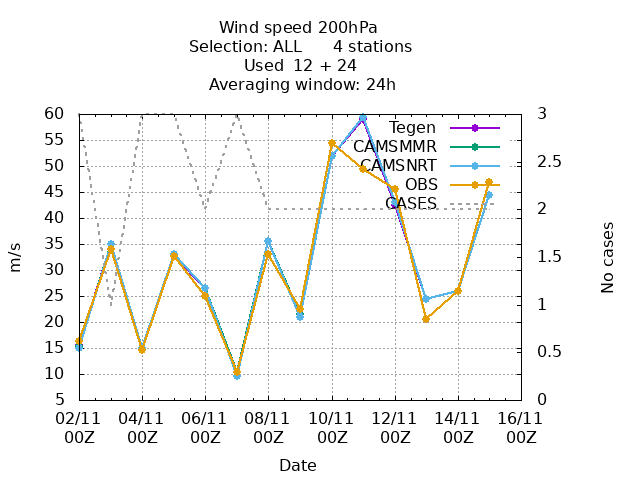 Wind speed 200hPa
Selection: ALL 4 stations
Used 12 + 24
Averaging window: 24h
60
55
50
45
40
35
30
25
20
15
10
5
m/s
3
2.5
2
1.5
1
0.5
0
No cases
Tegen
CAMSMMR
CAMSNRT
OBS
CASES
02/11 04/11 06/11 08/11 10/11 12/11 14/11 16/11
00Z 00Z 00Z 00Z 00Z 00Z 00Z 00Z
Date